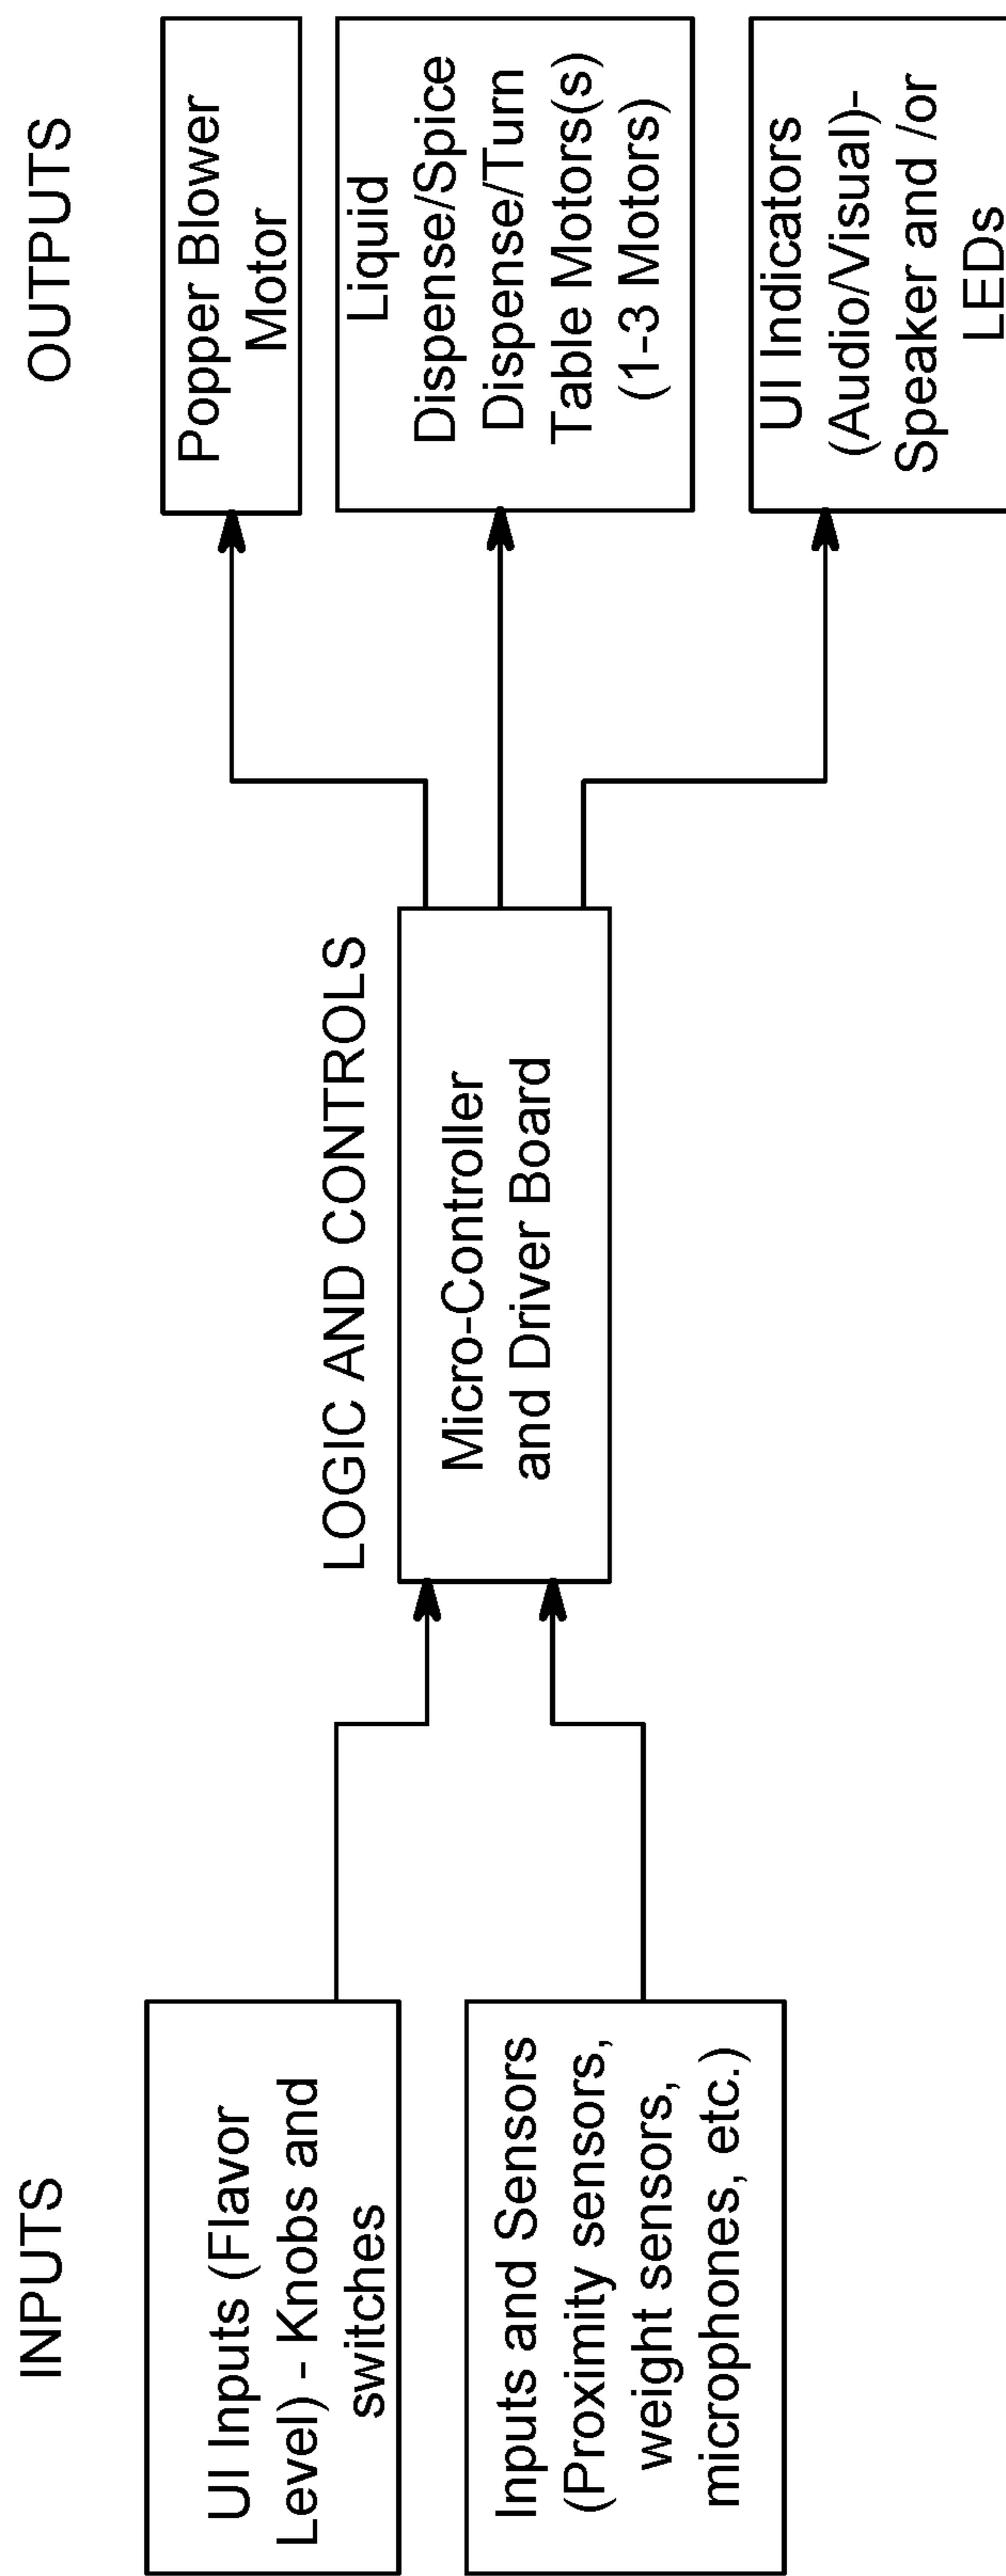 INPUTS
UI Inputs (Flavor
Level) - Knobs and
switches
Inputs and Sensors
(Proximity sensors,
weight sensors,
microphones, etc.)
LOGIC AND CONTROLS
Micro-Controller
and Driver Board
OUTPUTS
Popper Blower
Motor
Liquid
Dispense/Spice
Dispense/Turn
Table Motors(s)
(1-3 Motors)
UI Indicators
(Audio/Visual)-
Speaker and /or
LEDs